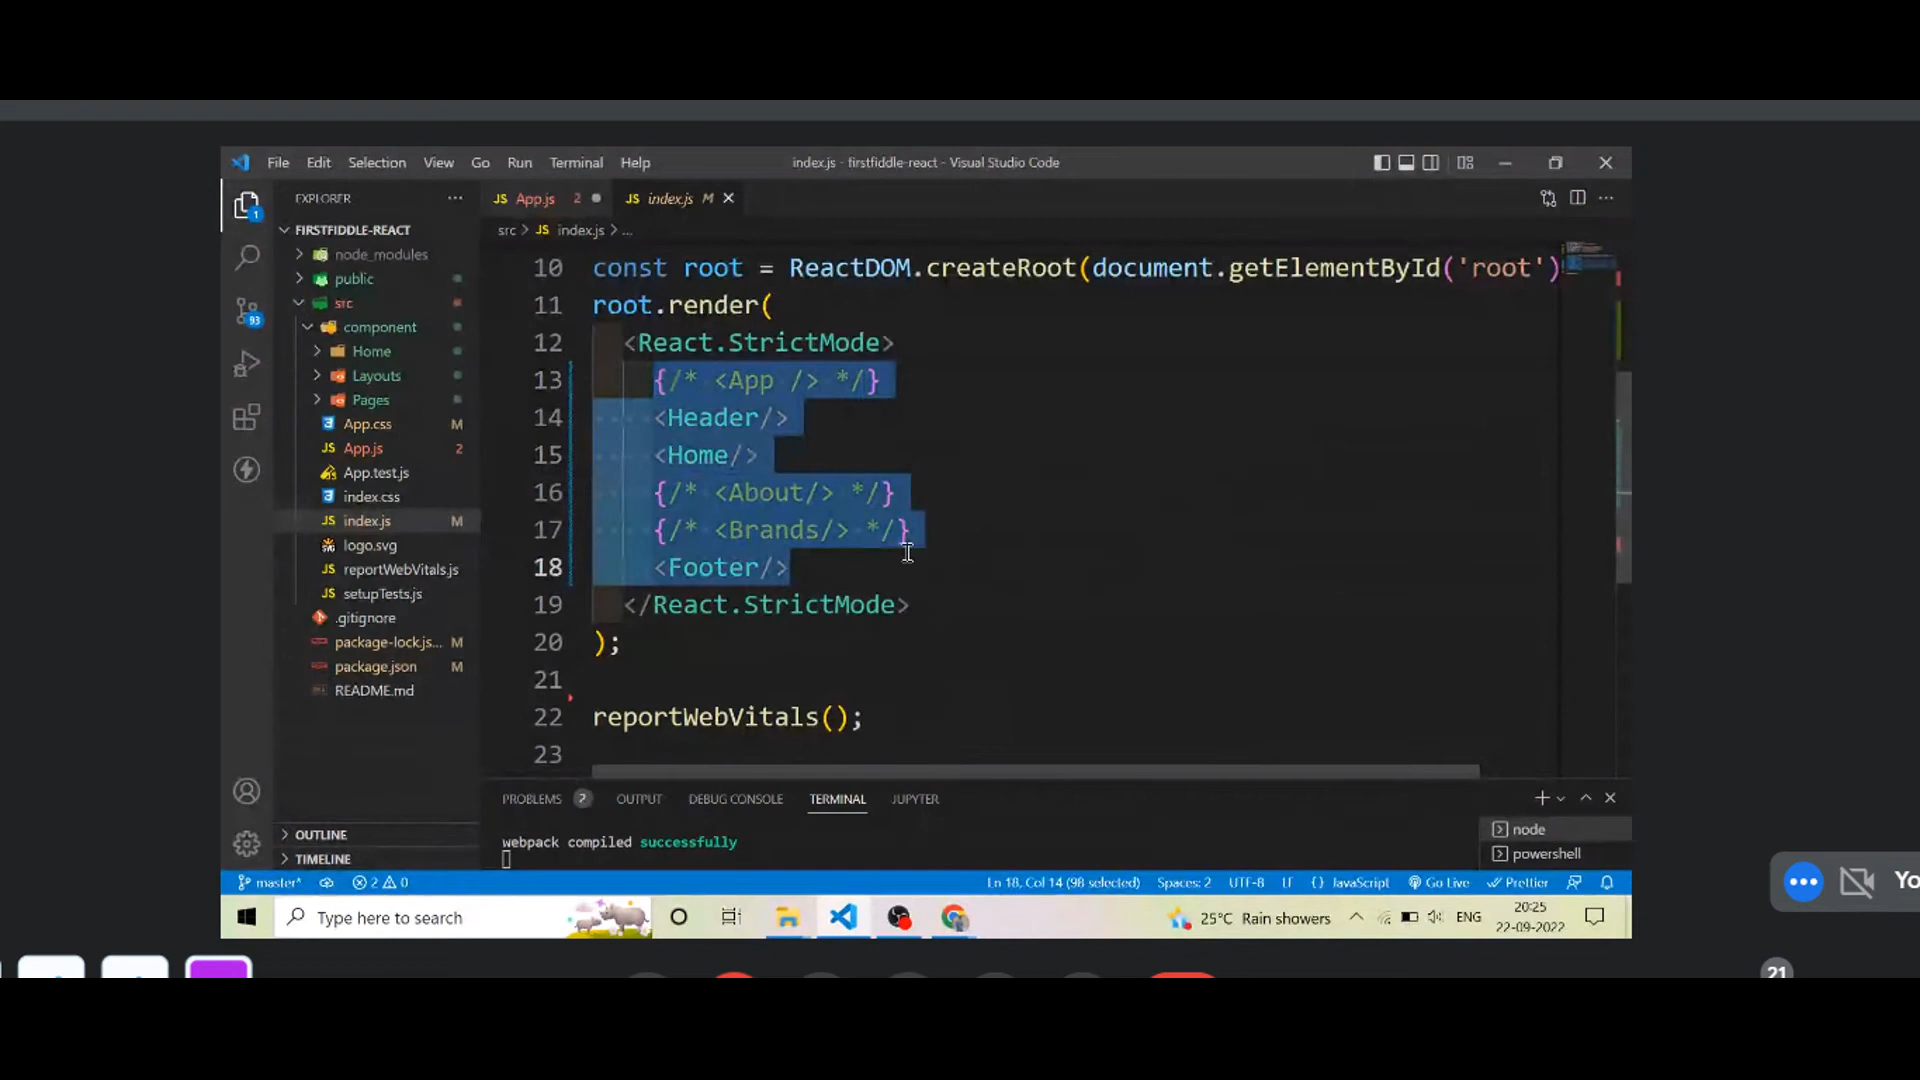 File Edit Selection View Go Run Terminal Help
index.js - firstfiddle-react - Visual Studio Code
EXPLORER
App.js 2
index.js M
FIRSTFIDDLE-REACT
src > index.js > ...
node_modules
public
src
component
Home
Layouts
Pages
App.css M
App.js 2
App.test.js
index.css
index.js M
logo.svg
reportWebVitals.js
setupTests.js
.gitignore
package-lock.js... M
package.json M
README.md
OUTLINE
TIMELINE
1
93
10 const root = ReactDOM.createRoot(document.getElementById('root')
11 root.render(
12 <React.StrictMode>
13 {/* <App /> */}
14 <Header/>
15 <Home/>
16 {/* <About/> */}
17 {/* <Brands/> */}
18 <Footer/>
19 </React.StrictMode>
20 );
21
22 reportWebVitals();
23
PROBLEMS 2 OUTPUT DEBUG CONSOLE TERMINAL JUPYTER
webpack compiled successfully
node
powershell
master* 2 0
Ln 18, Col 14 (98 selected) Spaces: 2 UTF-8 LF {} JavaScript Go Live Prettier
Type here to search
25°C Rain showers
ENG
20:25
22-09-2022
Yo
21